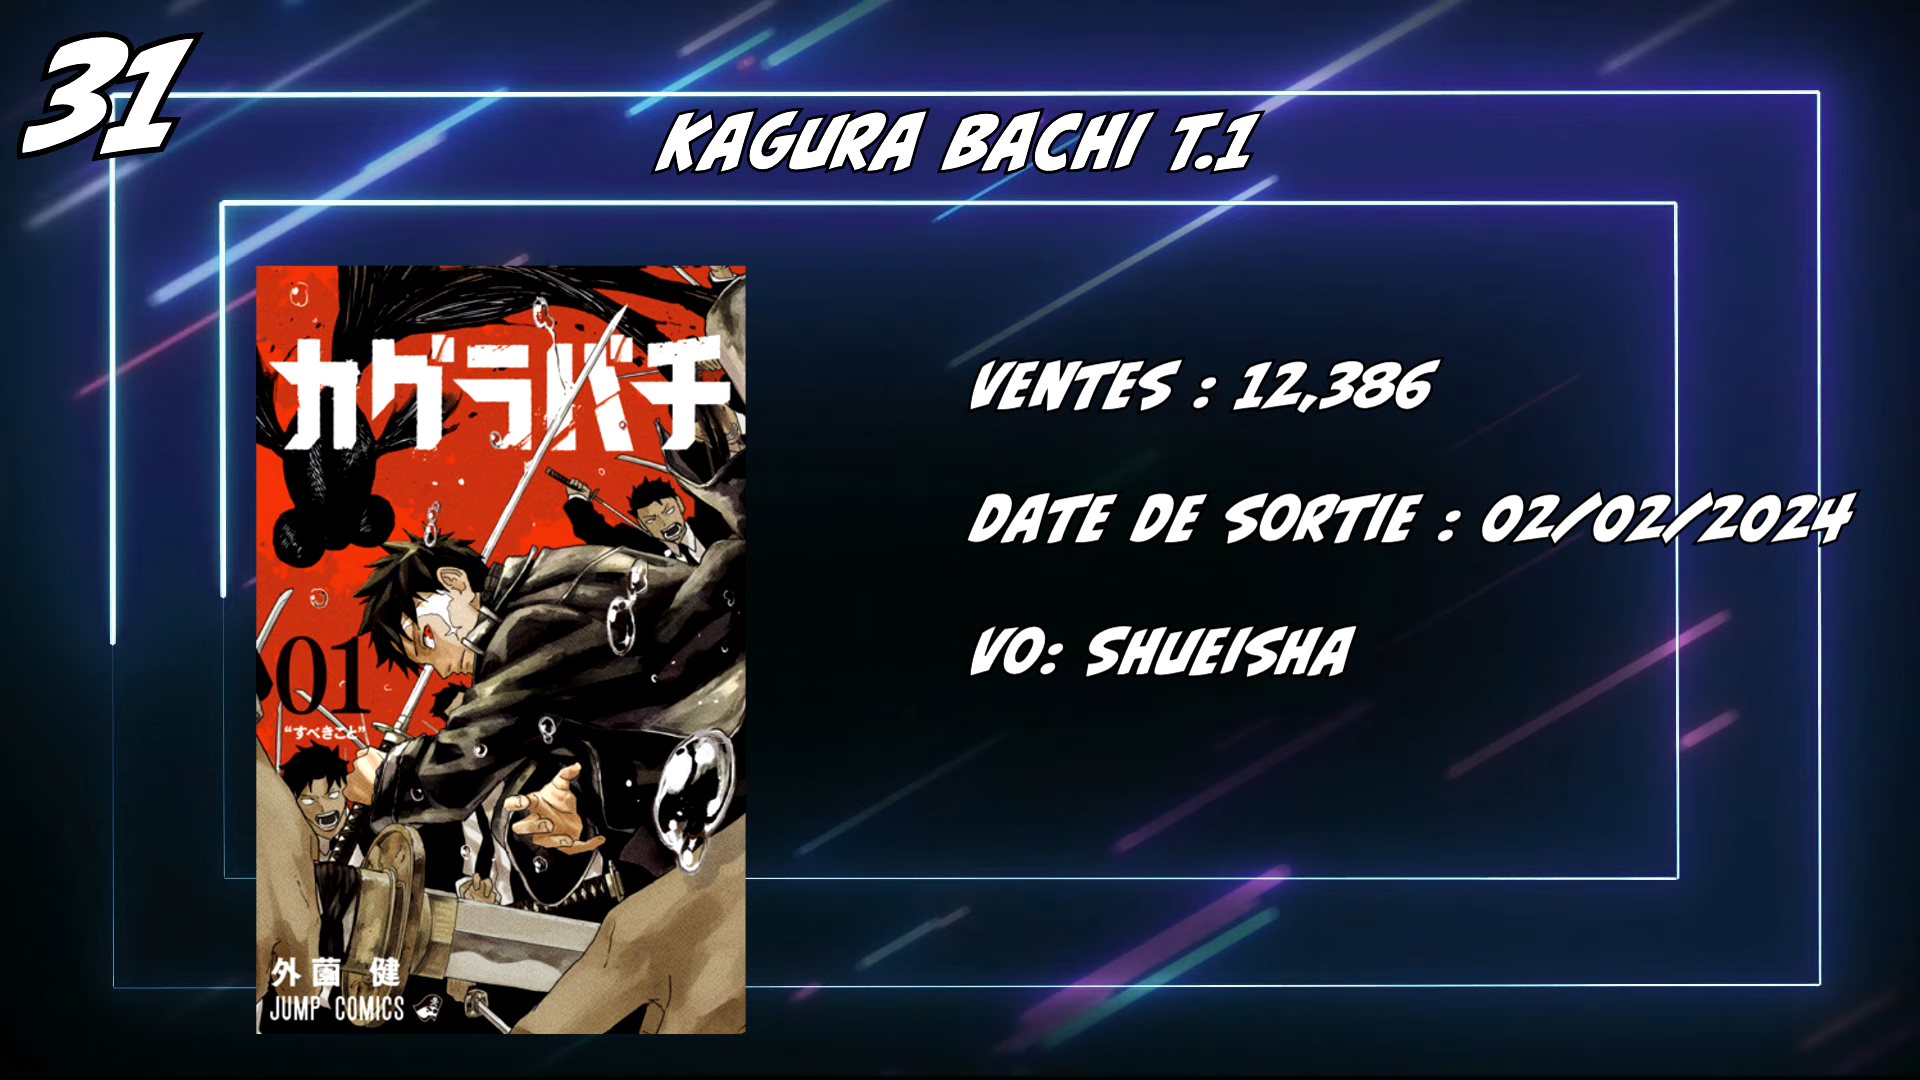 31
KAGURA BACHI T.1
カグラバチ
01
“すべきこと”
外薗 健
JUMP COMICS
VENTES : 12,386
DATE DE SORTIE : 02/02/2024
VO: SHUEISHA